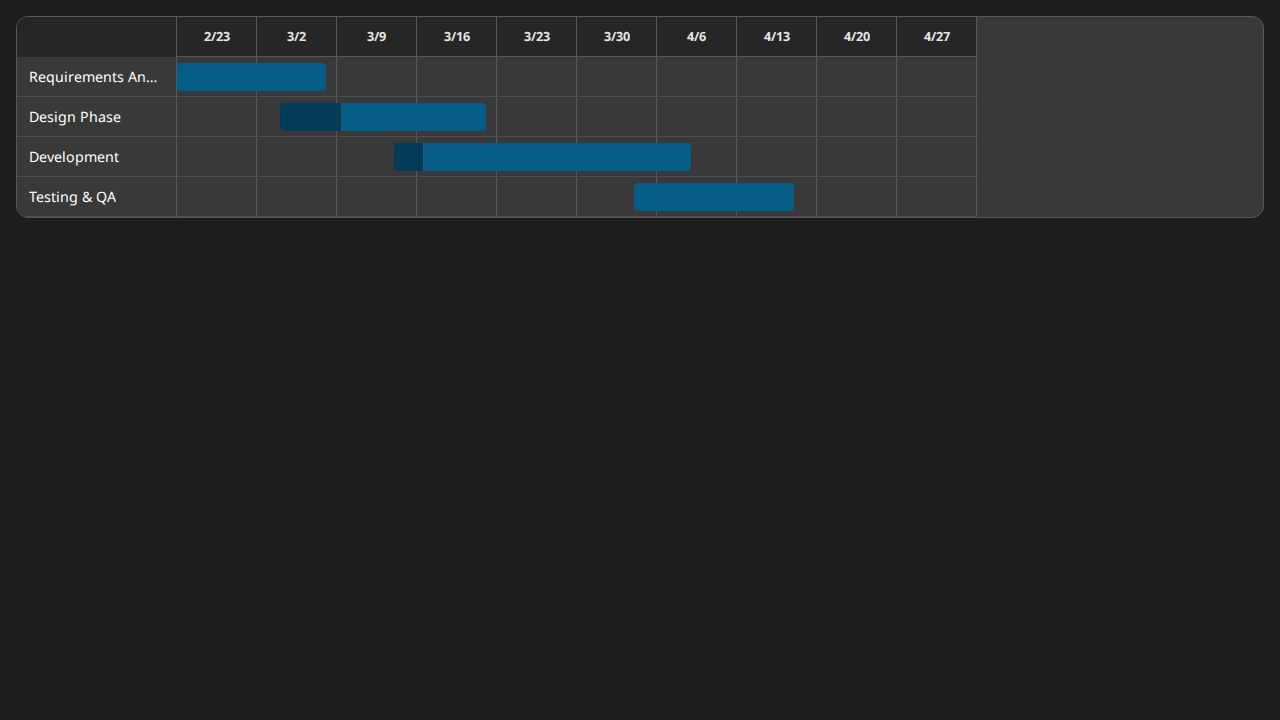 2/23 3/2 3/9 3/16 3/23 3/30 4/6 4/13 4/20 4/27
Requirements An...
Design Phase
Development
Testing & QA